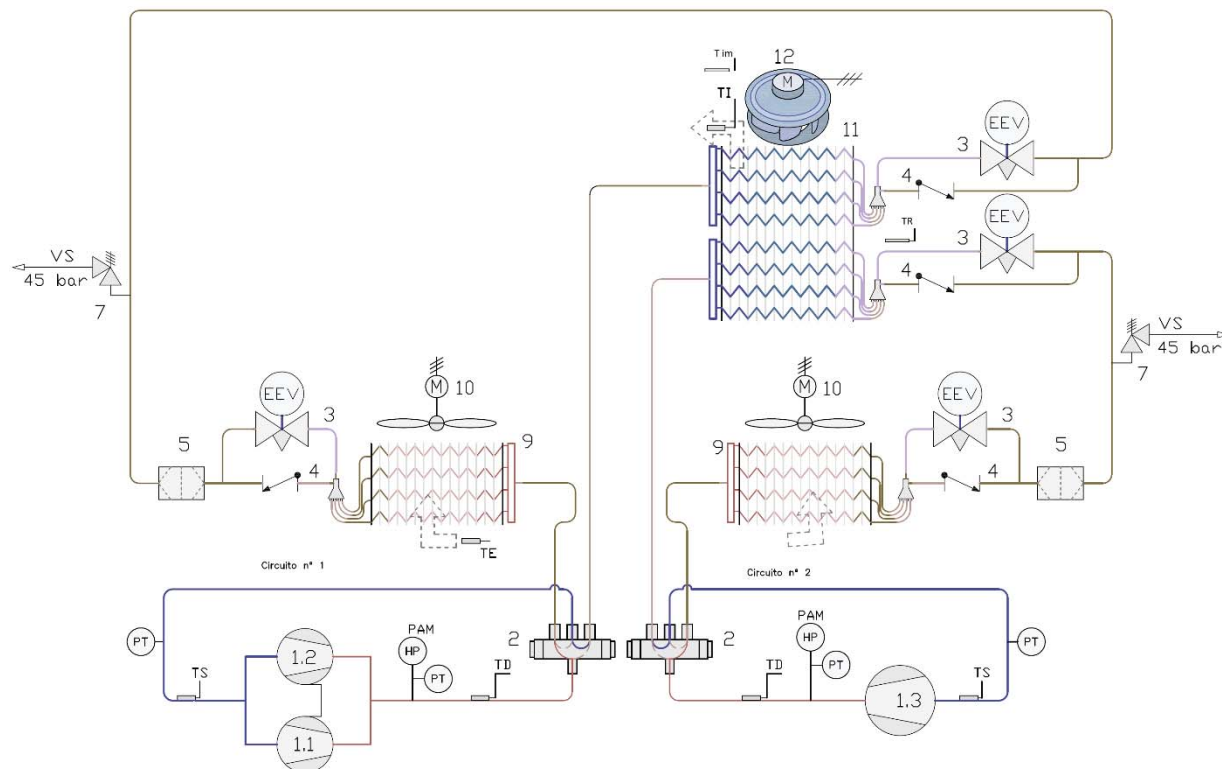 Tim
12
M
TI
11
EEV
3
4
TR
EEV
3
4
VS
45 bar
7
VS
45 bar
7
M
10
M
10
EEV
3
5
4
9
TE
9
EEV
3
4
5
Circuito nº 1
Circuito nº 2
PT
TS
1.2
1.1
PAM
HP
PT
TD
2
2
TD
PAM
HP
PT
1.3
TS
PT